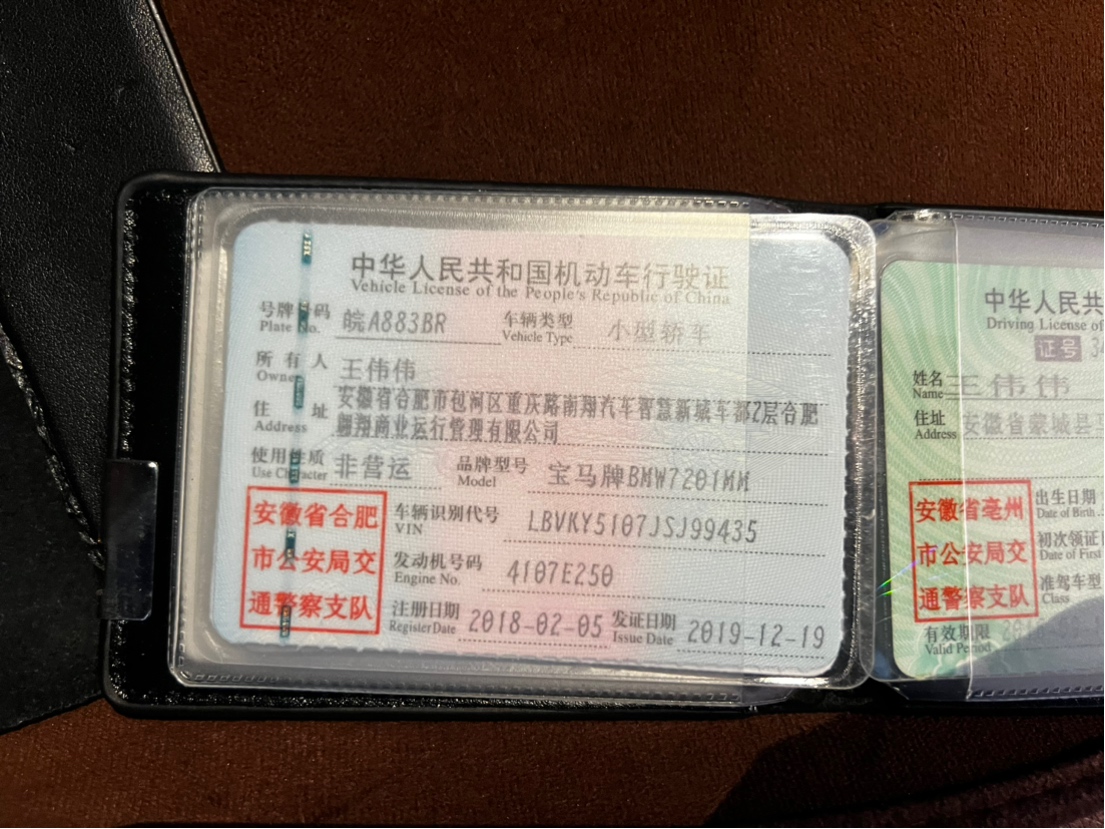 中华人民共和国机动车行驶证
Vehicle License of the People's Republic of China
号牌号码 皖A883BR 车辆类型 小型轿车
Plate No. Vehicle Type
所有人 王伟伟
Owner
住址 安徽省合肥市包河区重庆路南翔汽车智慧新城车都2层合肥
Address 翱翔商业运行管理有限公司
使用性质 非营运 品牌型号 宝马牌BMW7201MM
Use Character Model
安徽省合肥
市公安局交
通警察支队
车辆识别代号 LBVKY5107JSJ99435
VIN
发动机号码 4107E250
Engine No.
注册日期 2018-02-05 发证日期 2019-12-19
Register Date Issue Date
中华人民共
Driving License of
证号 34
姓名 王伟伟
Name
住址 安徽省蒙城县
Address
安徽省亳州
市公安局交
通警察支队
出生日期
Date of Birth
初次领证
Date of First
准驾车型
Class
有效期限 20
Valid Period